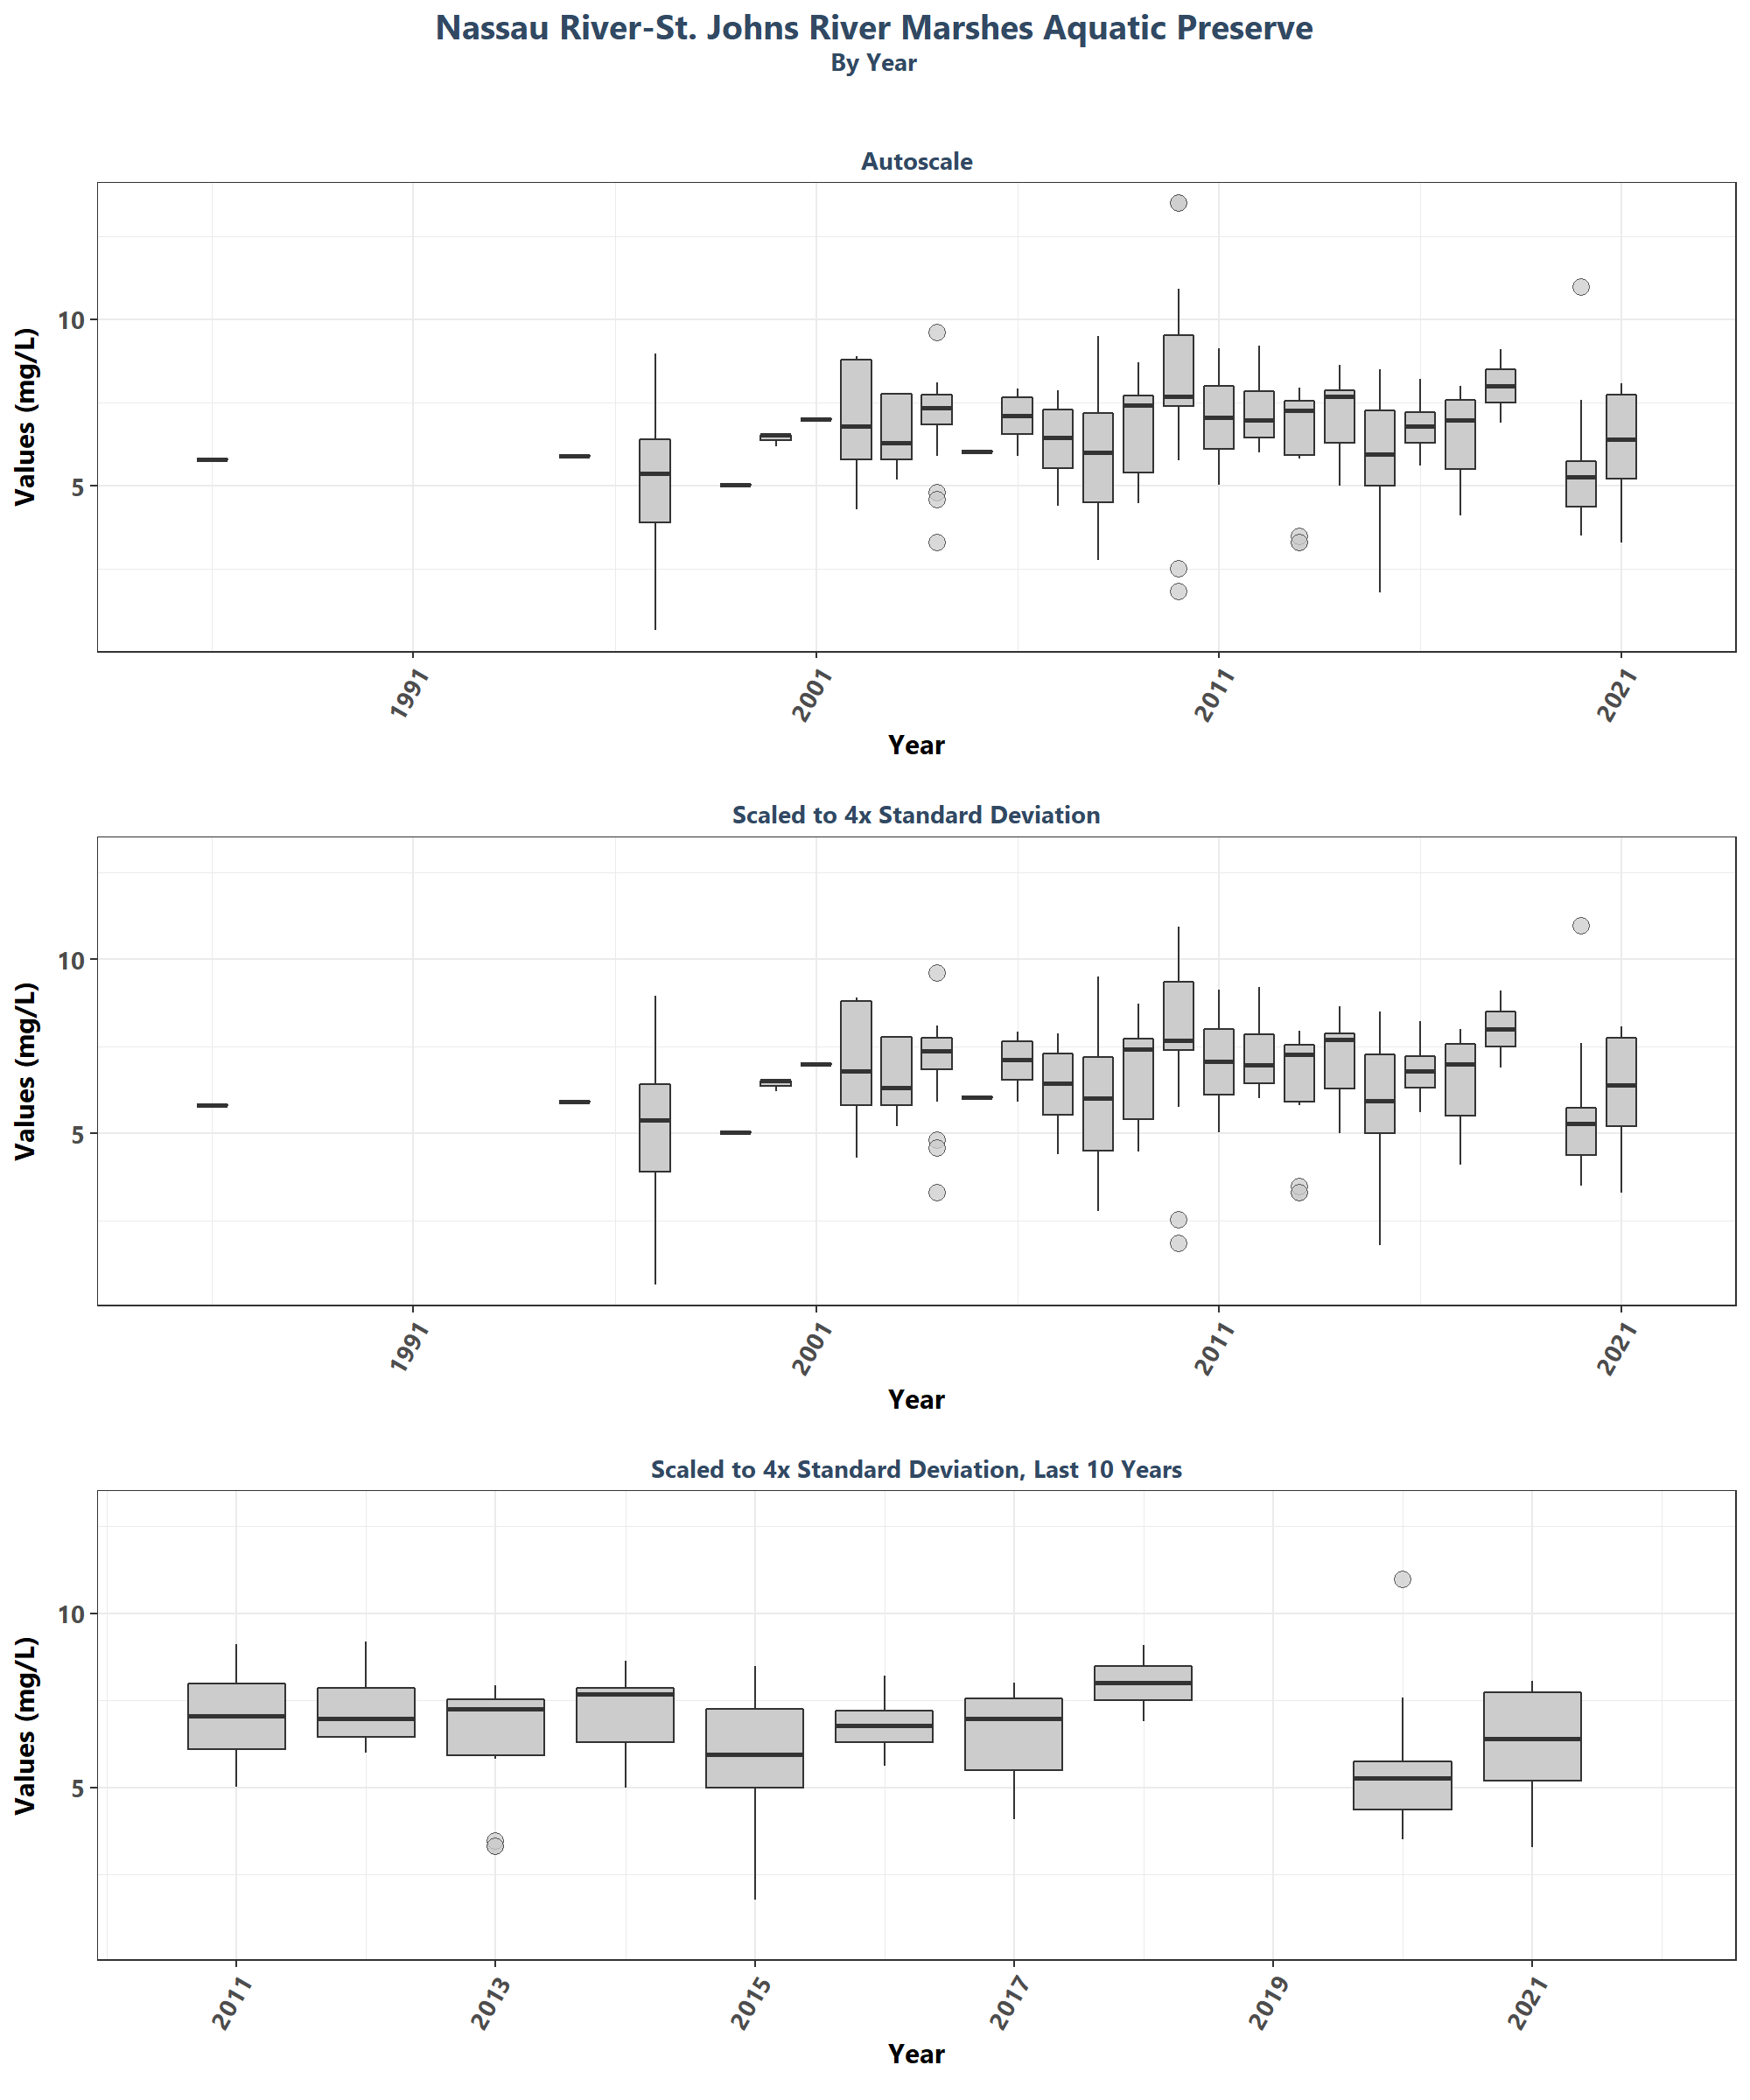 Nassau River-St. Johns River Marshes Aquatic Preserve
By Year
Autoscale
Values (mg/L)
10
5
1991
2001
2011
2021
Year
Scaled to 4x Standard Deviation
Values (mg/L)
10
5
1991
2001
2011
2021
Year
Scaled to 4x Standard Deviation, Last 10 Years
Values (mg/L)
10
5
2011
2013
2015
2017
2019
2021
Year